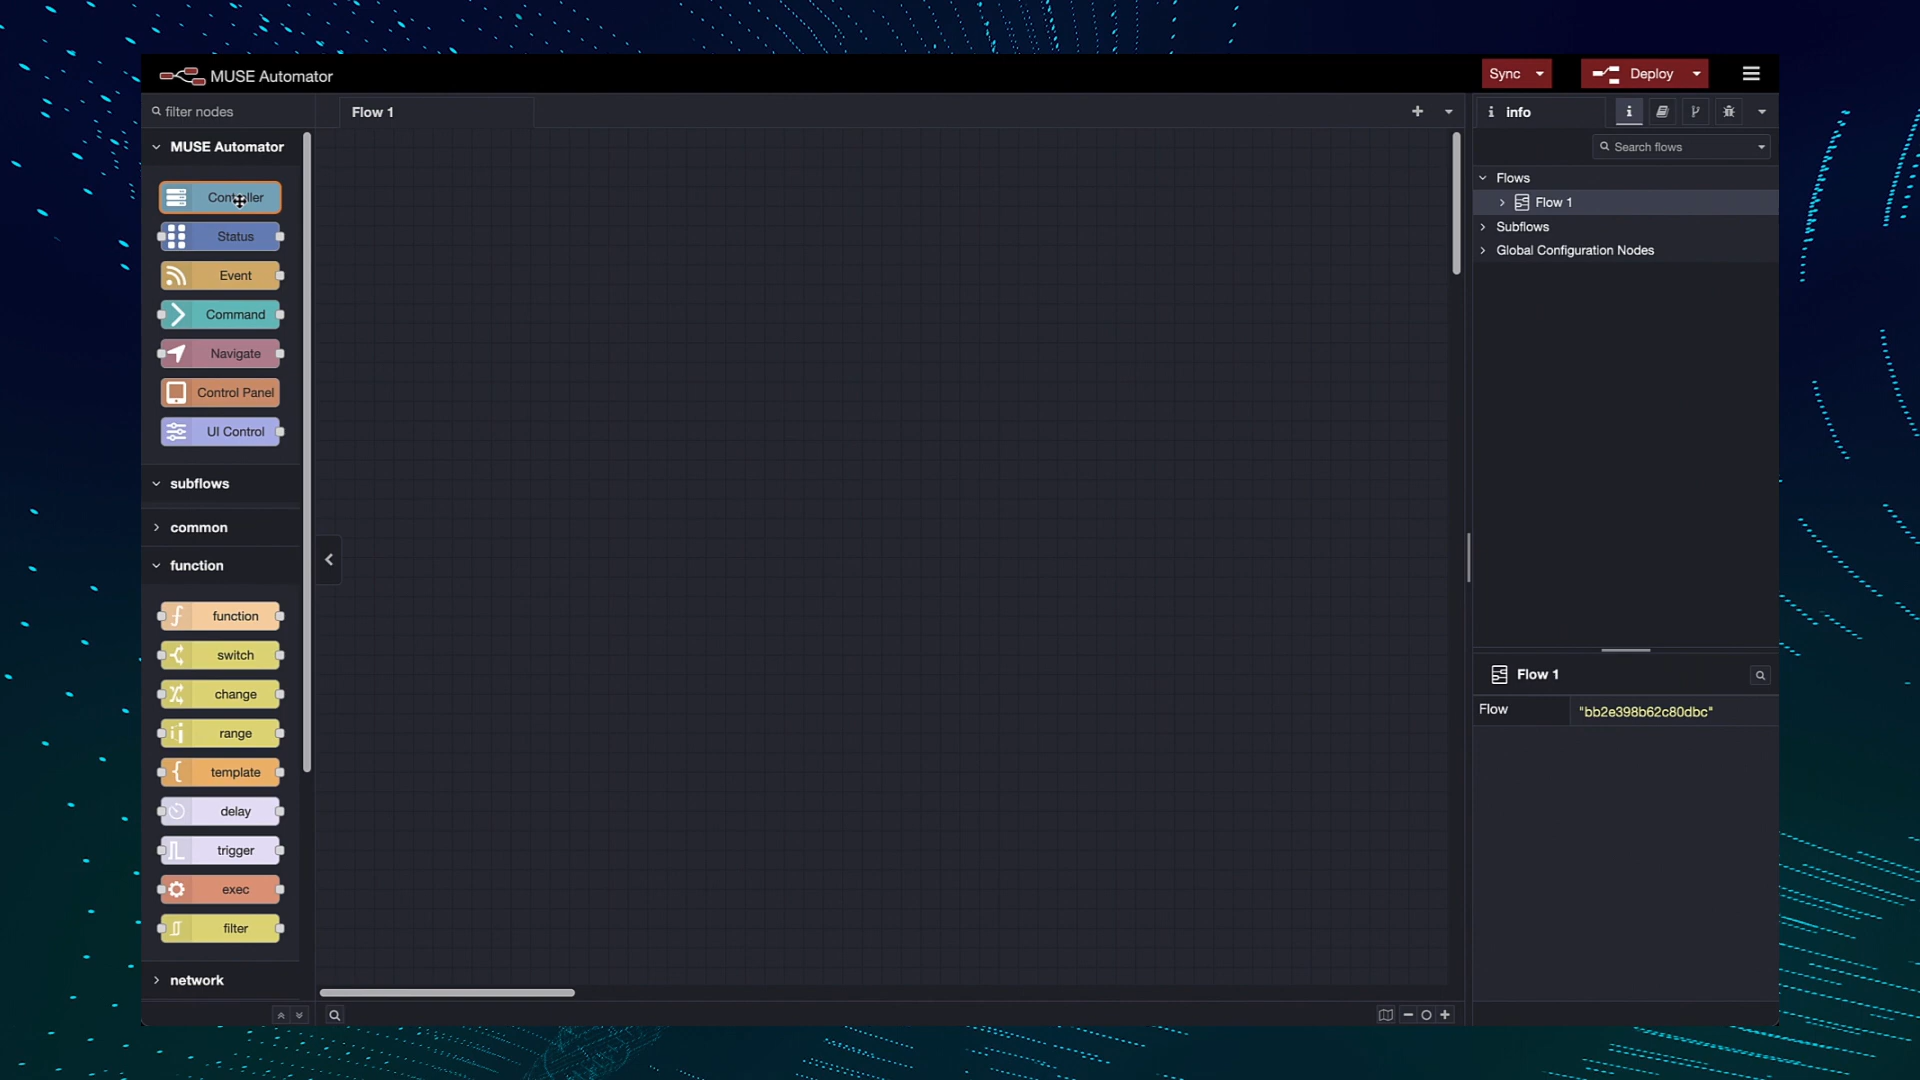 MUSE Automator
Sync
Deploy
filter nodes
Flow 1
info
MUSE Automator
Controller
Status
Event
Command
Navigate
Control Panel
UI Control
subflows
common
function
function
switch
change
range
template
delay
trigger
exec
filter
network
Search flows
Flows
Flow 1
Subflows
Global Configuration Nodes
Flow 1
Flow "bb2e398b62c80dbc"